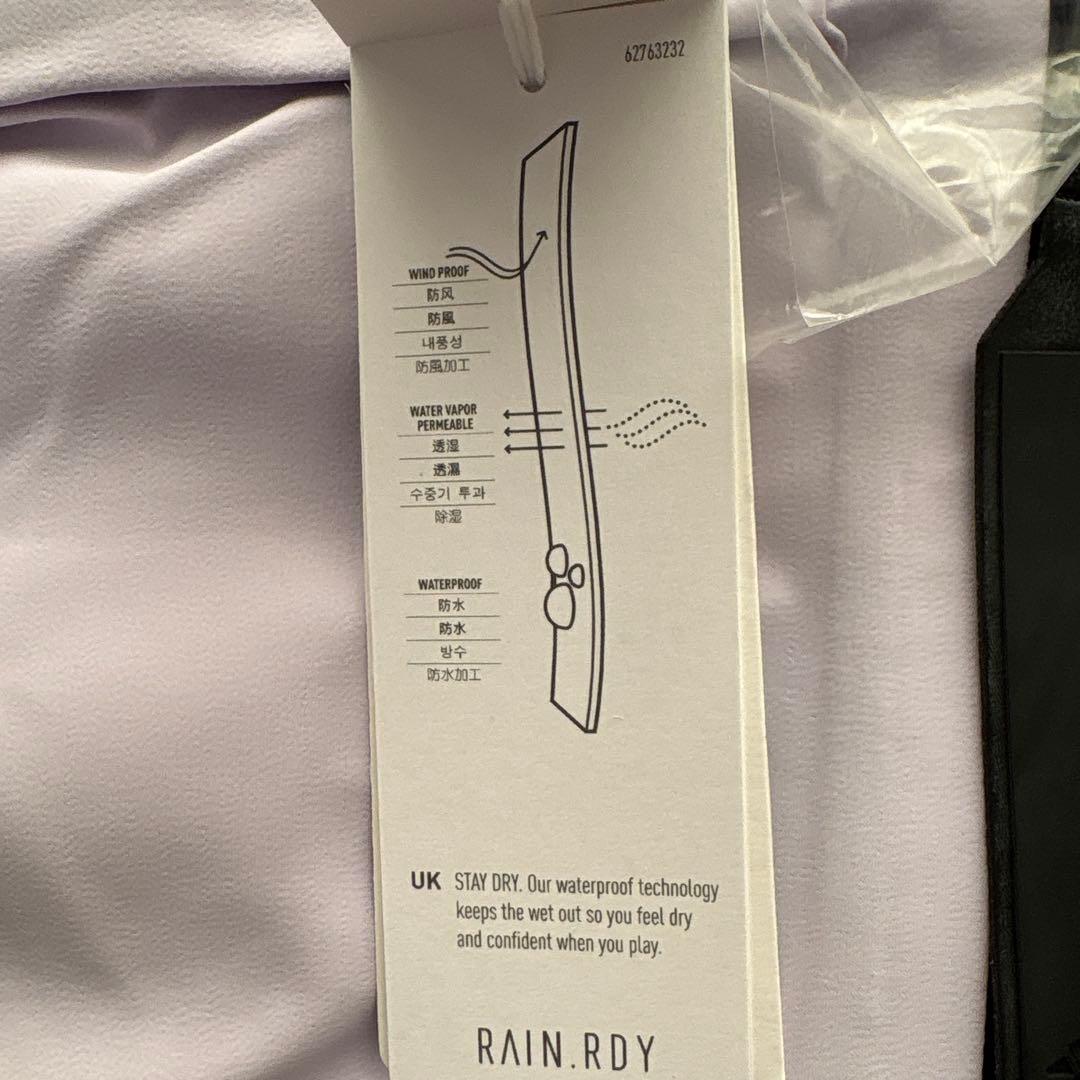 62763232
WIND PROOF
防风
防風
내풍성
防風加工
WATER VAPOR
PERMEABLE
透湿
透濕
수중기 투과
除湿
WATERPROOF
防水
防水
방수
防水加工
UK STAY DRY. Our waterproof technology
keeps the wet out so you feel dry
and confident when you play.
RAIN.RDY